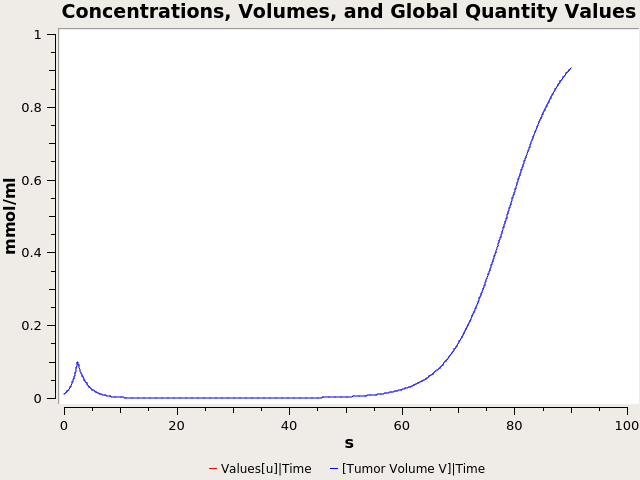 Concentrations, Volumes, and Global Quantity Values
1
0.8
0.6
0.4
0.2
0
mmol/ml
0 20 40 60 80 100
s
Values[u]|Time [Tumor Volume V]|Time